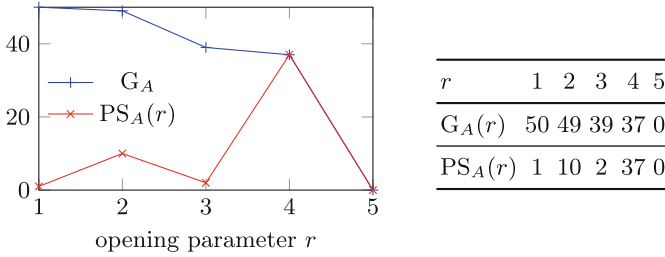 40
20
0
G_A
PS_A(r)
1 2 3 4 5
opening parameter r
r 1 2 3 4 5
G_A(r) 50 49 39 37 0
PS_A(r) 1 10 2 37 0